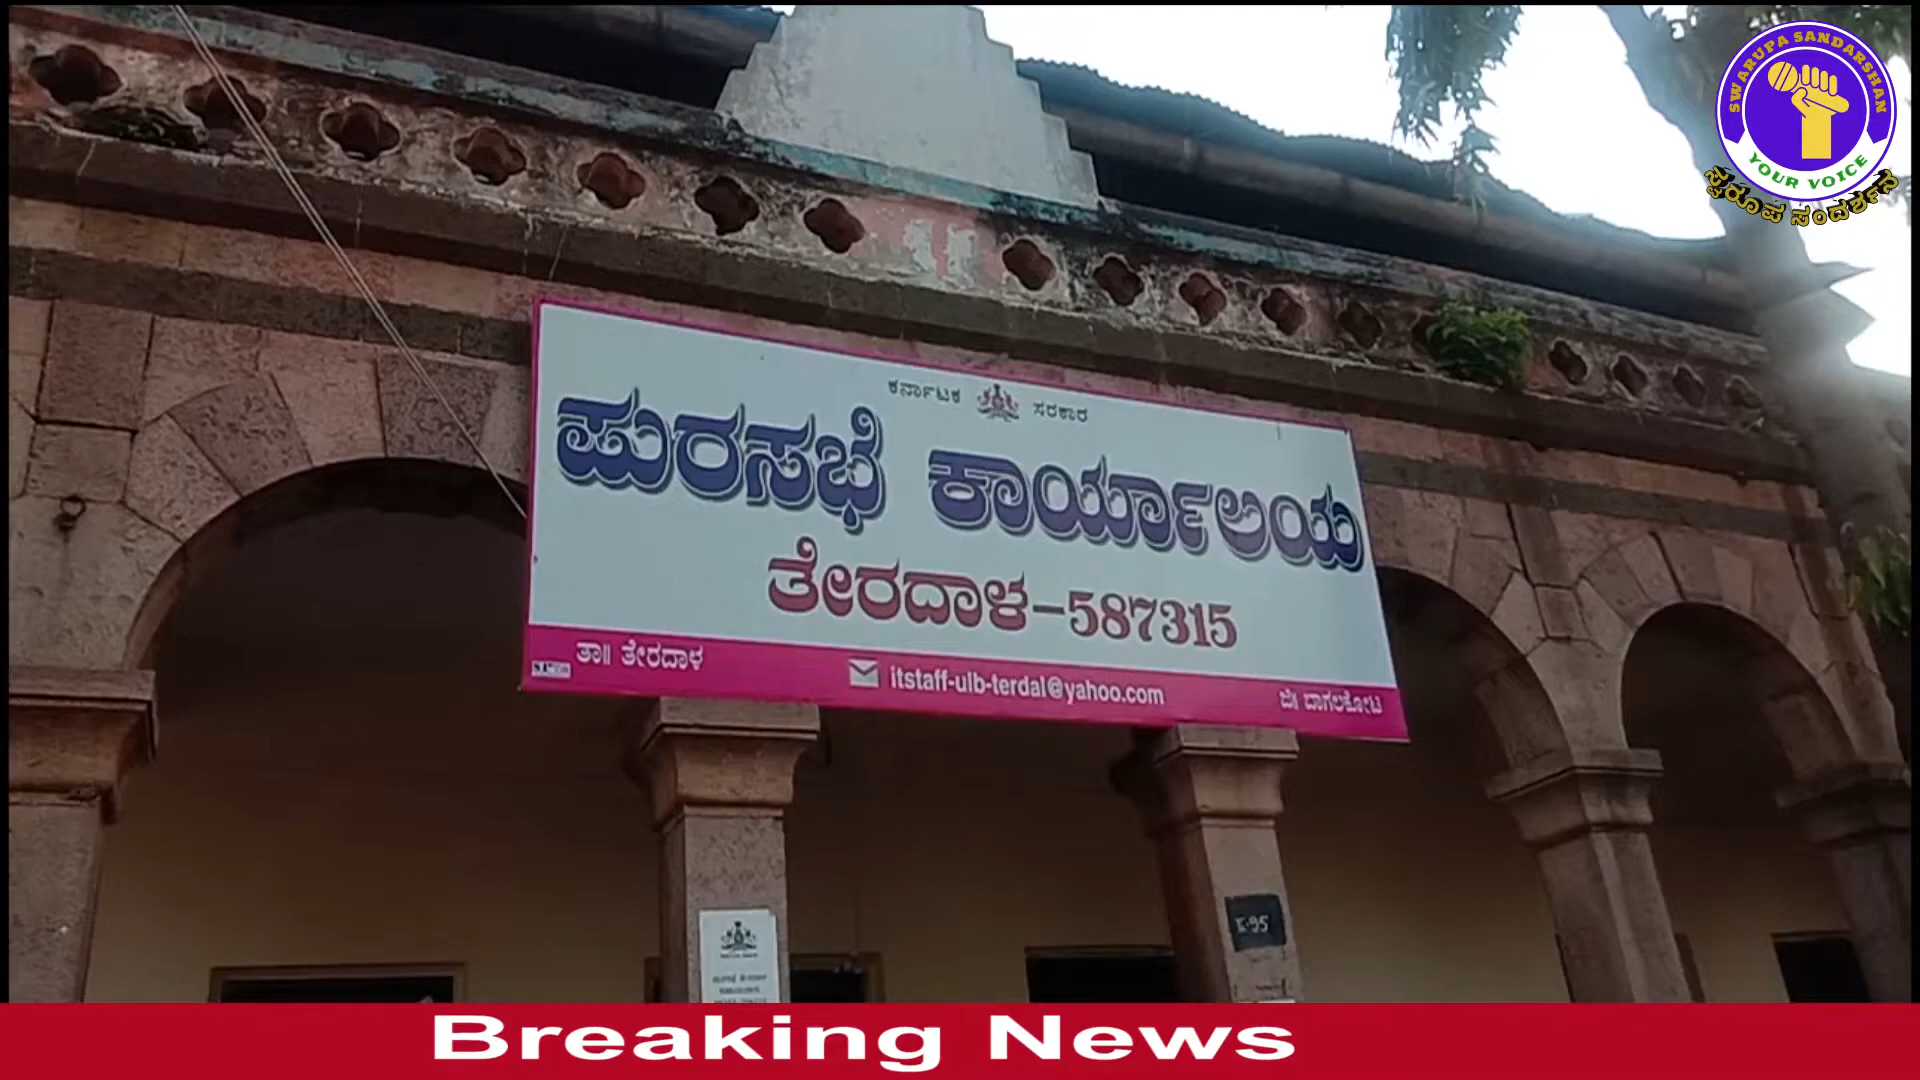 SWARUPA SANDARSHAN
YOUR VOICE
ಸ್ವರೂಪ ಸಂದರ್ಶನ
ಕರ್ನಾಟಕ ಸರಕಾರ
ಪುರಸಭೆ ಕಾರ್ಯಾಲಯ
ತೇರದಾಳ-587315
ತಾ॥ ತೇರದಾಳ itstaff-ulb-terdal@yahoo.com ಜಿ॥ ಬಾಗಲಕೋಟ
K-95
Breaking News